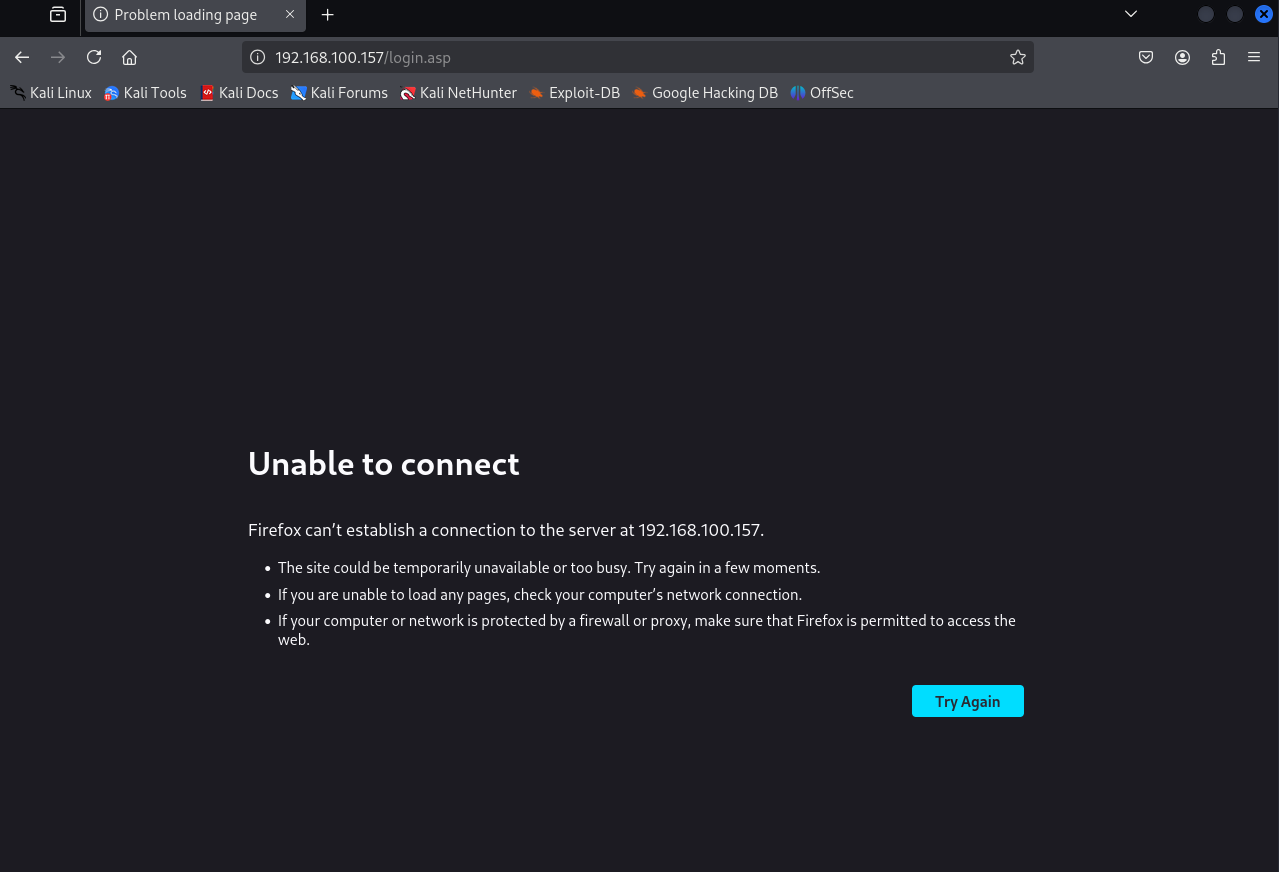 Problem loading page
192.168.100.157/login.asp
Kali Linux Kali Tools Kali Docs Kali Forums Kali NetHunter Exploit-DB Google Hacking DB OffSec
Unable to connect
Firefox can’t establish a connection to the server at 192.168.100.157.
• The site could be temporarily unavailable or too busy. Try again in a few moments.
• If you are unable to load any pages, check your computer’s network connection.
• If your computer or network is protected by a firewall or proxy, make sure that Firefox is permitted to access the
web.
Try Again